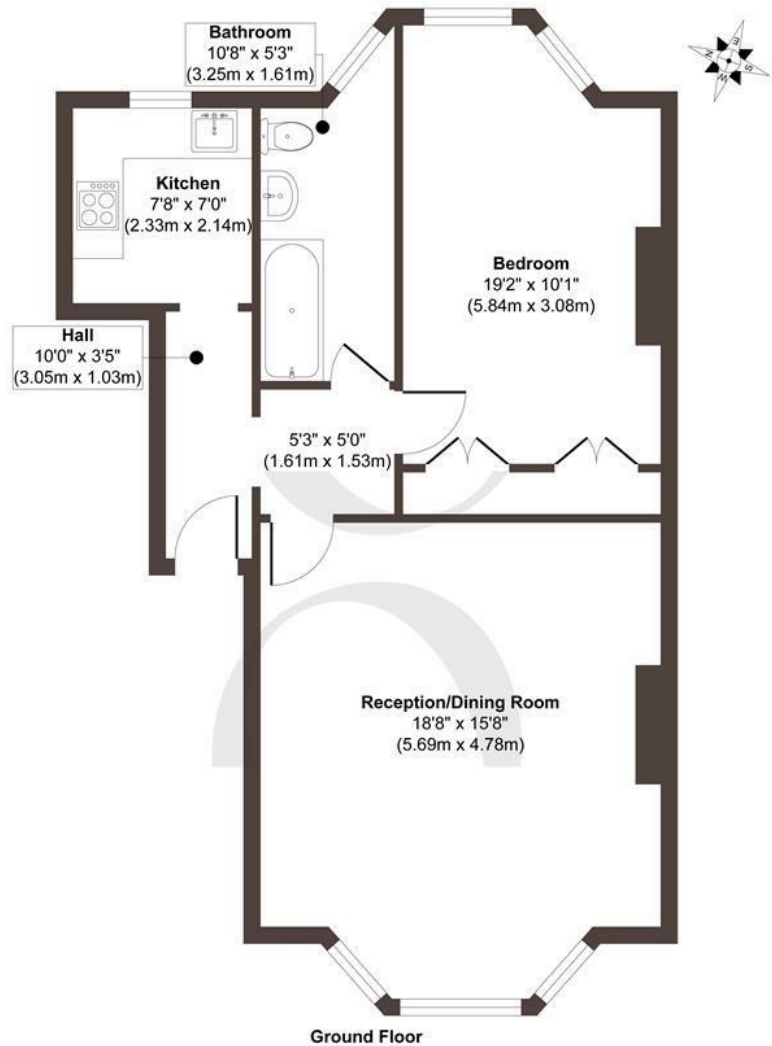 Bathroom
10'8" x 5'3"
(3.25m x 1.61m)
N
E
S
W
Kitchen
7'8" x 7'0"
(2.33m x 2.14m)
Bedroom
19'2" x 10'1"
(5.84m x 3.08m)
Hall
10'0" x 3'5"
(3.05m x 1.03m)
5'3" x 5'0"
(1.61m x 1.53m)
Reception/Dining Room
18'8" x 15'8"
(5.69m x 4.78m)
Ground Floor